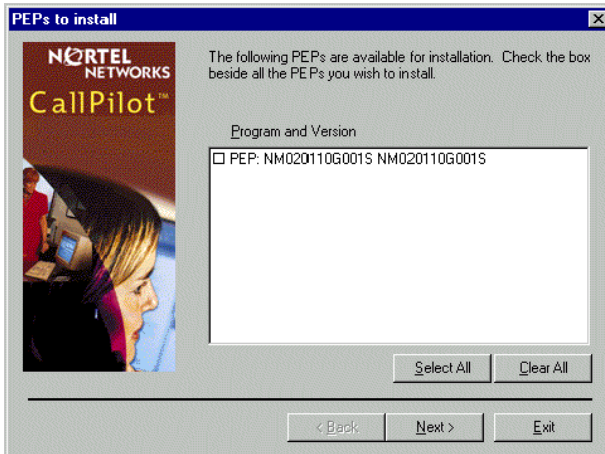 PEPs to install
NORTEL
NETWORKS
CallPilot™
The following PEPs are available for installation. Check the box
beside all the PEPs you wish to install.
Program and Version
PEP: NM020110G001S NM020110G001S
Select All
Clear All
< Back
Next >
Exit